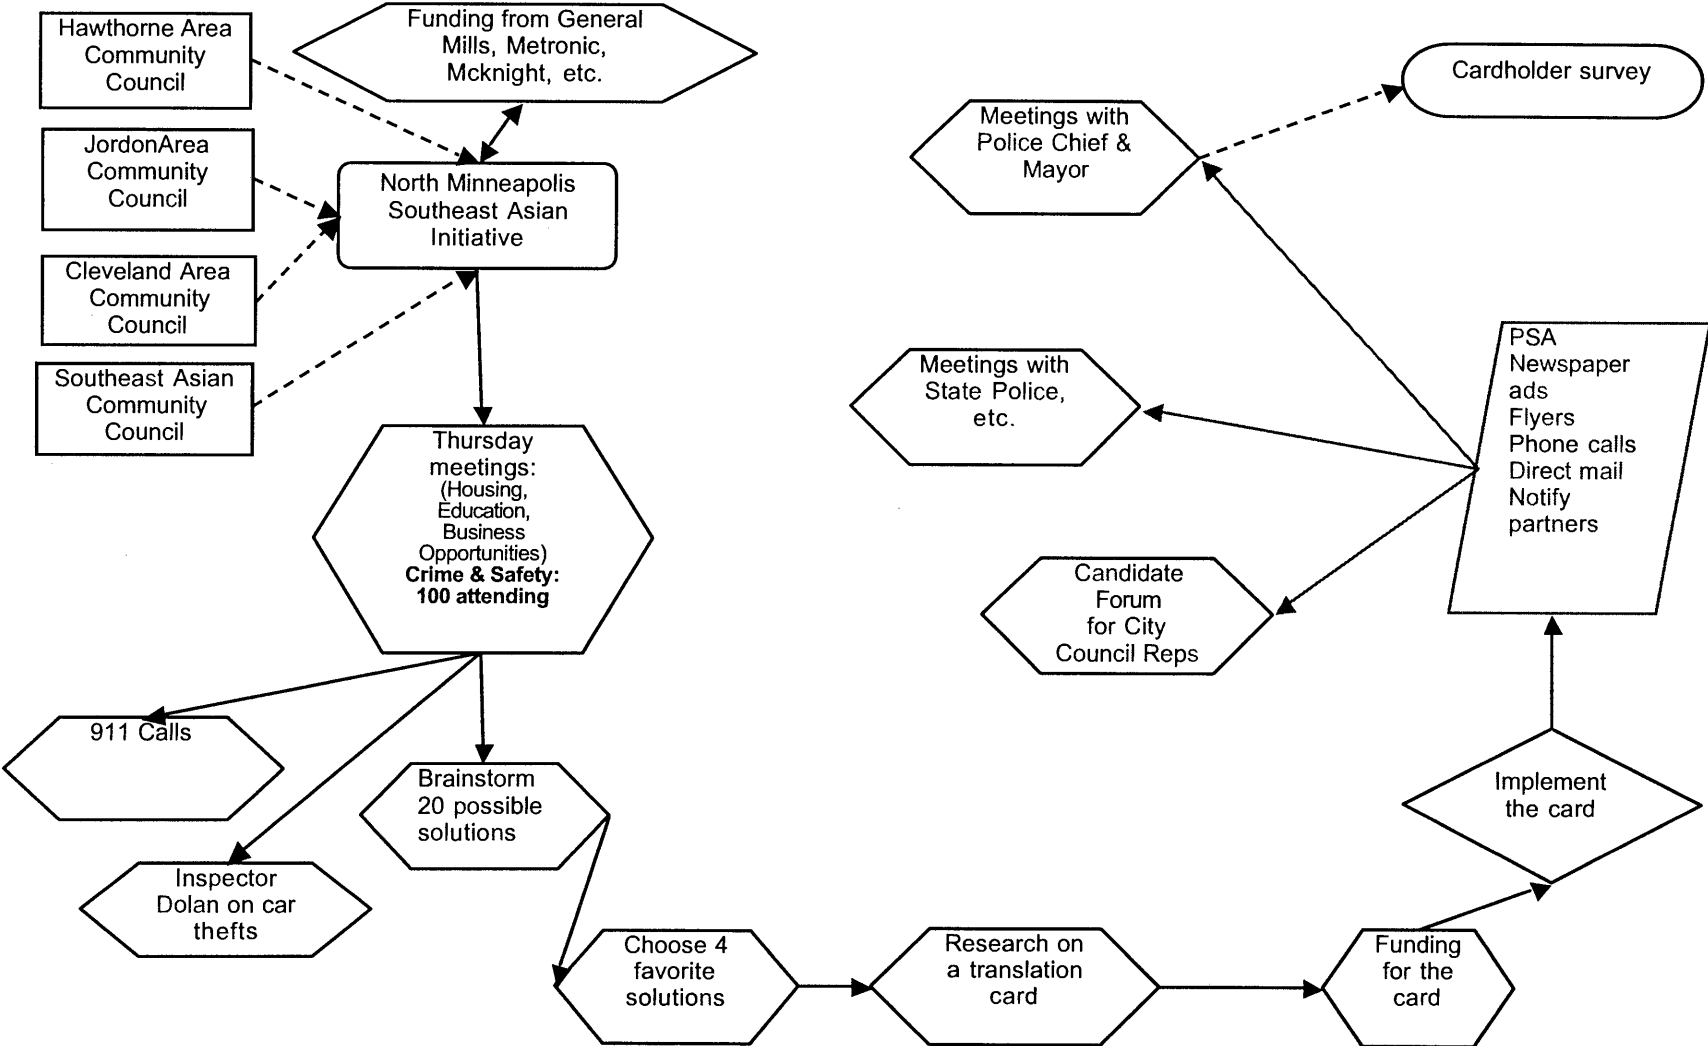 Hawthorne Area
Community
Council
Funding from General
Mills, Metronic,
Mcknight, etc.
JordonArea
Community
Council
North Minneapolis
Southeast Asian
Initiative
Cleveland Area
Community
Council
Southeast Asian
Community
Council
Thursday
meetings:
(Housing,
Education,
Business
Opportunities)
Crime & Safety:
100 attending
911 Calls
Inspector
Dolan on car
thefts
Brainstorm
20 possible
solutions
Choose 4
favorite
solutions
Research on
a translation
card
Funding
for the
card
Implement
the card
PSA
Newspaper
ads
Flyers
Phone calls
Direct mail
Notify
partners
Meetings with
Police Chief &
Mayor
Cardholder survey
Meetings with
State Police,
etc.
Candidate
Forum
for City
Council Reps